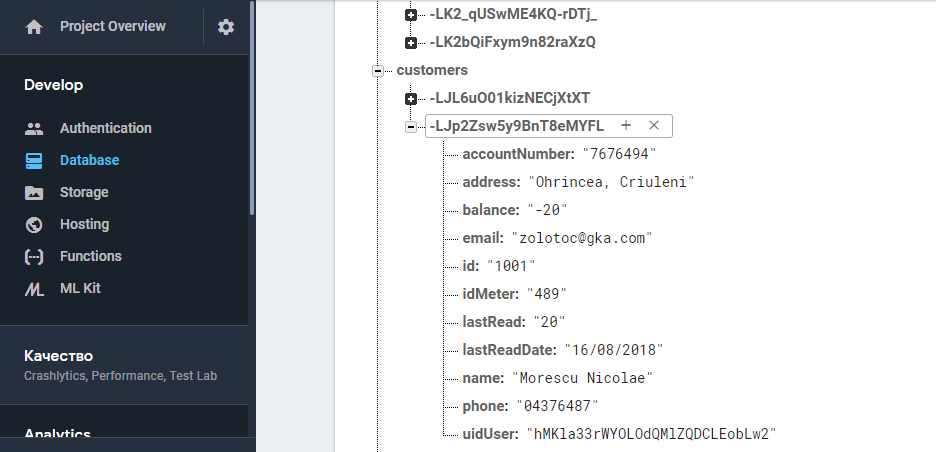 Project Overview
Develop
Authentication
Database
Storage
Hosting
Functions
ML Kit
Качество
Crashlytics, Performance, Test Lab
Analytics
-LK2_qUSwME4KQ-rDTj_
-LK2bQiFxym9n82raXzQ
customers
-LJL6uO01kizNECjXtXT
-LJp2Zsw5y9BnT8eMYFL
accountNumber: "7676494"
address: "Ohrincea, Criuleni"
balance: "-20"
email: "zolotoc@gka.com"
id: "1001"
idMeter: "489"
lastRead: "20"
lastReadDate: "16/08/2018"
name: "Morescu Nicolae"
phone: "04376487"
uidUser: "hMKla33rWYOLOdQMlZQDCLEobLw2"